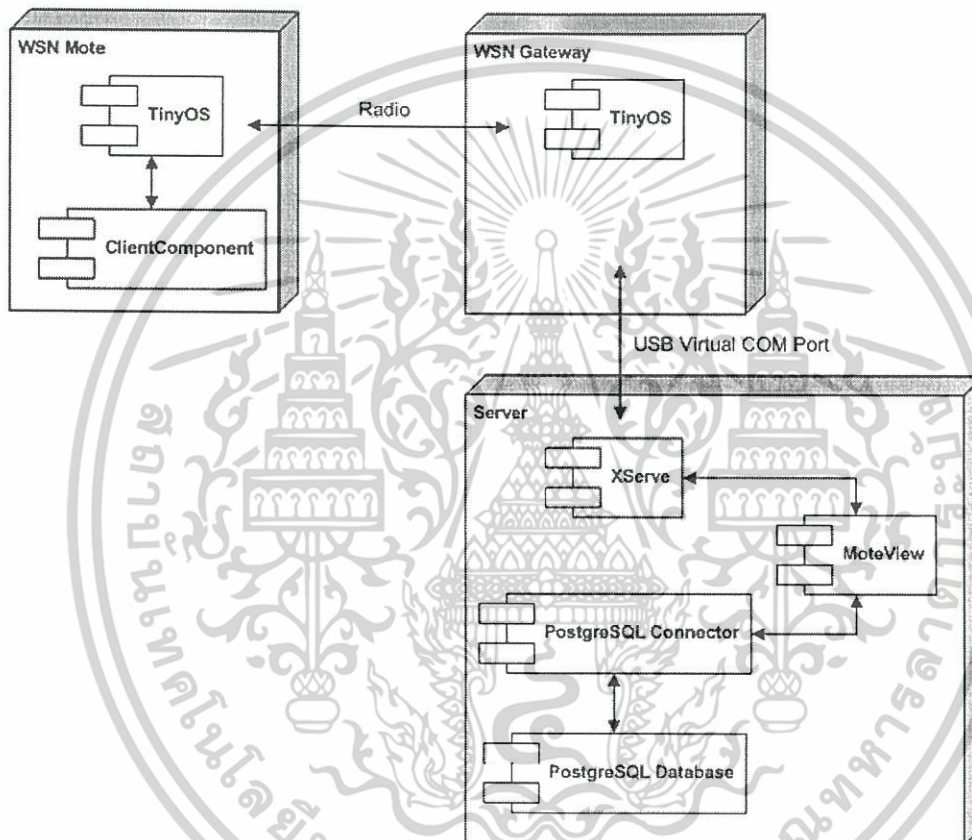 WSN Mote
TinyOS
ClientComponent
Radio
WSN Gateway
TinyOS
USB Virtual COM Port
Server
XServe
MoteView
PostgreSQL Connector
PostgreSQL Database